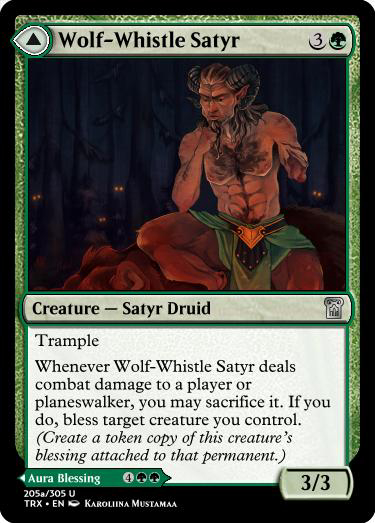 Wolf-Whistle Satyr 3
Creature — Satyr Druid
Trample
Whenever Wolf-Whistle Satyr deals
combat damage to a player or
planeswalker, you may sacrifice it. If you
do, bless target creature you control.
(Create a token copy of this creature's
blessing attached to that permanent.)
Aura Blessing 4
3/3
205a/305 U
TRX • EN Karoliina Mustamaa